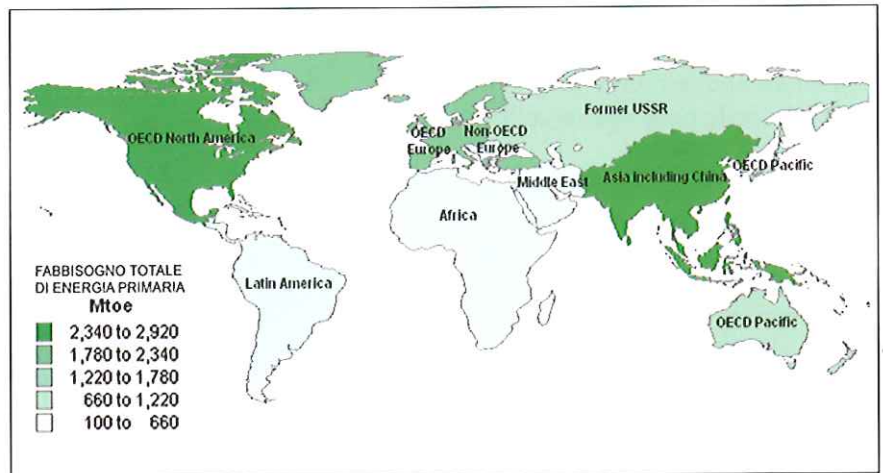 OECD North America
OECD
Europe
Non-OECD
Europe
Former USSR
Middle East
Asia including China
OECD Pacific
Africa
Latin America
OECD Pacific
FABBISOGNO TOTALE
DI ENERGIA PRIMARIA
Mtoe
2,340 to 2,920
1,780 to 2,340
1,220 to 1,780
660 to 1,220
100 to 660